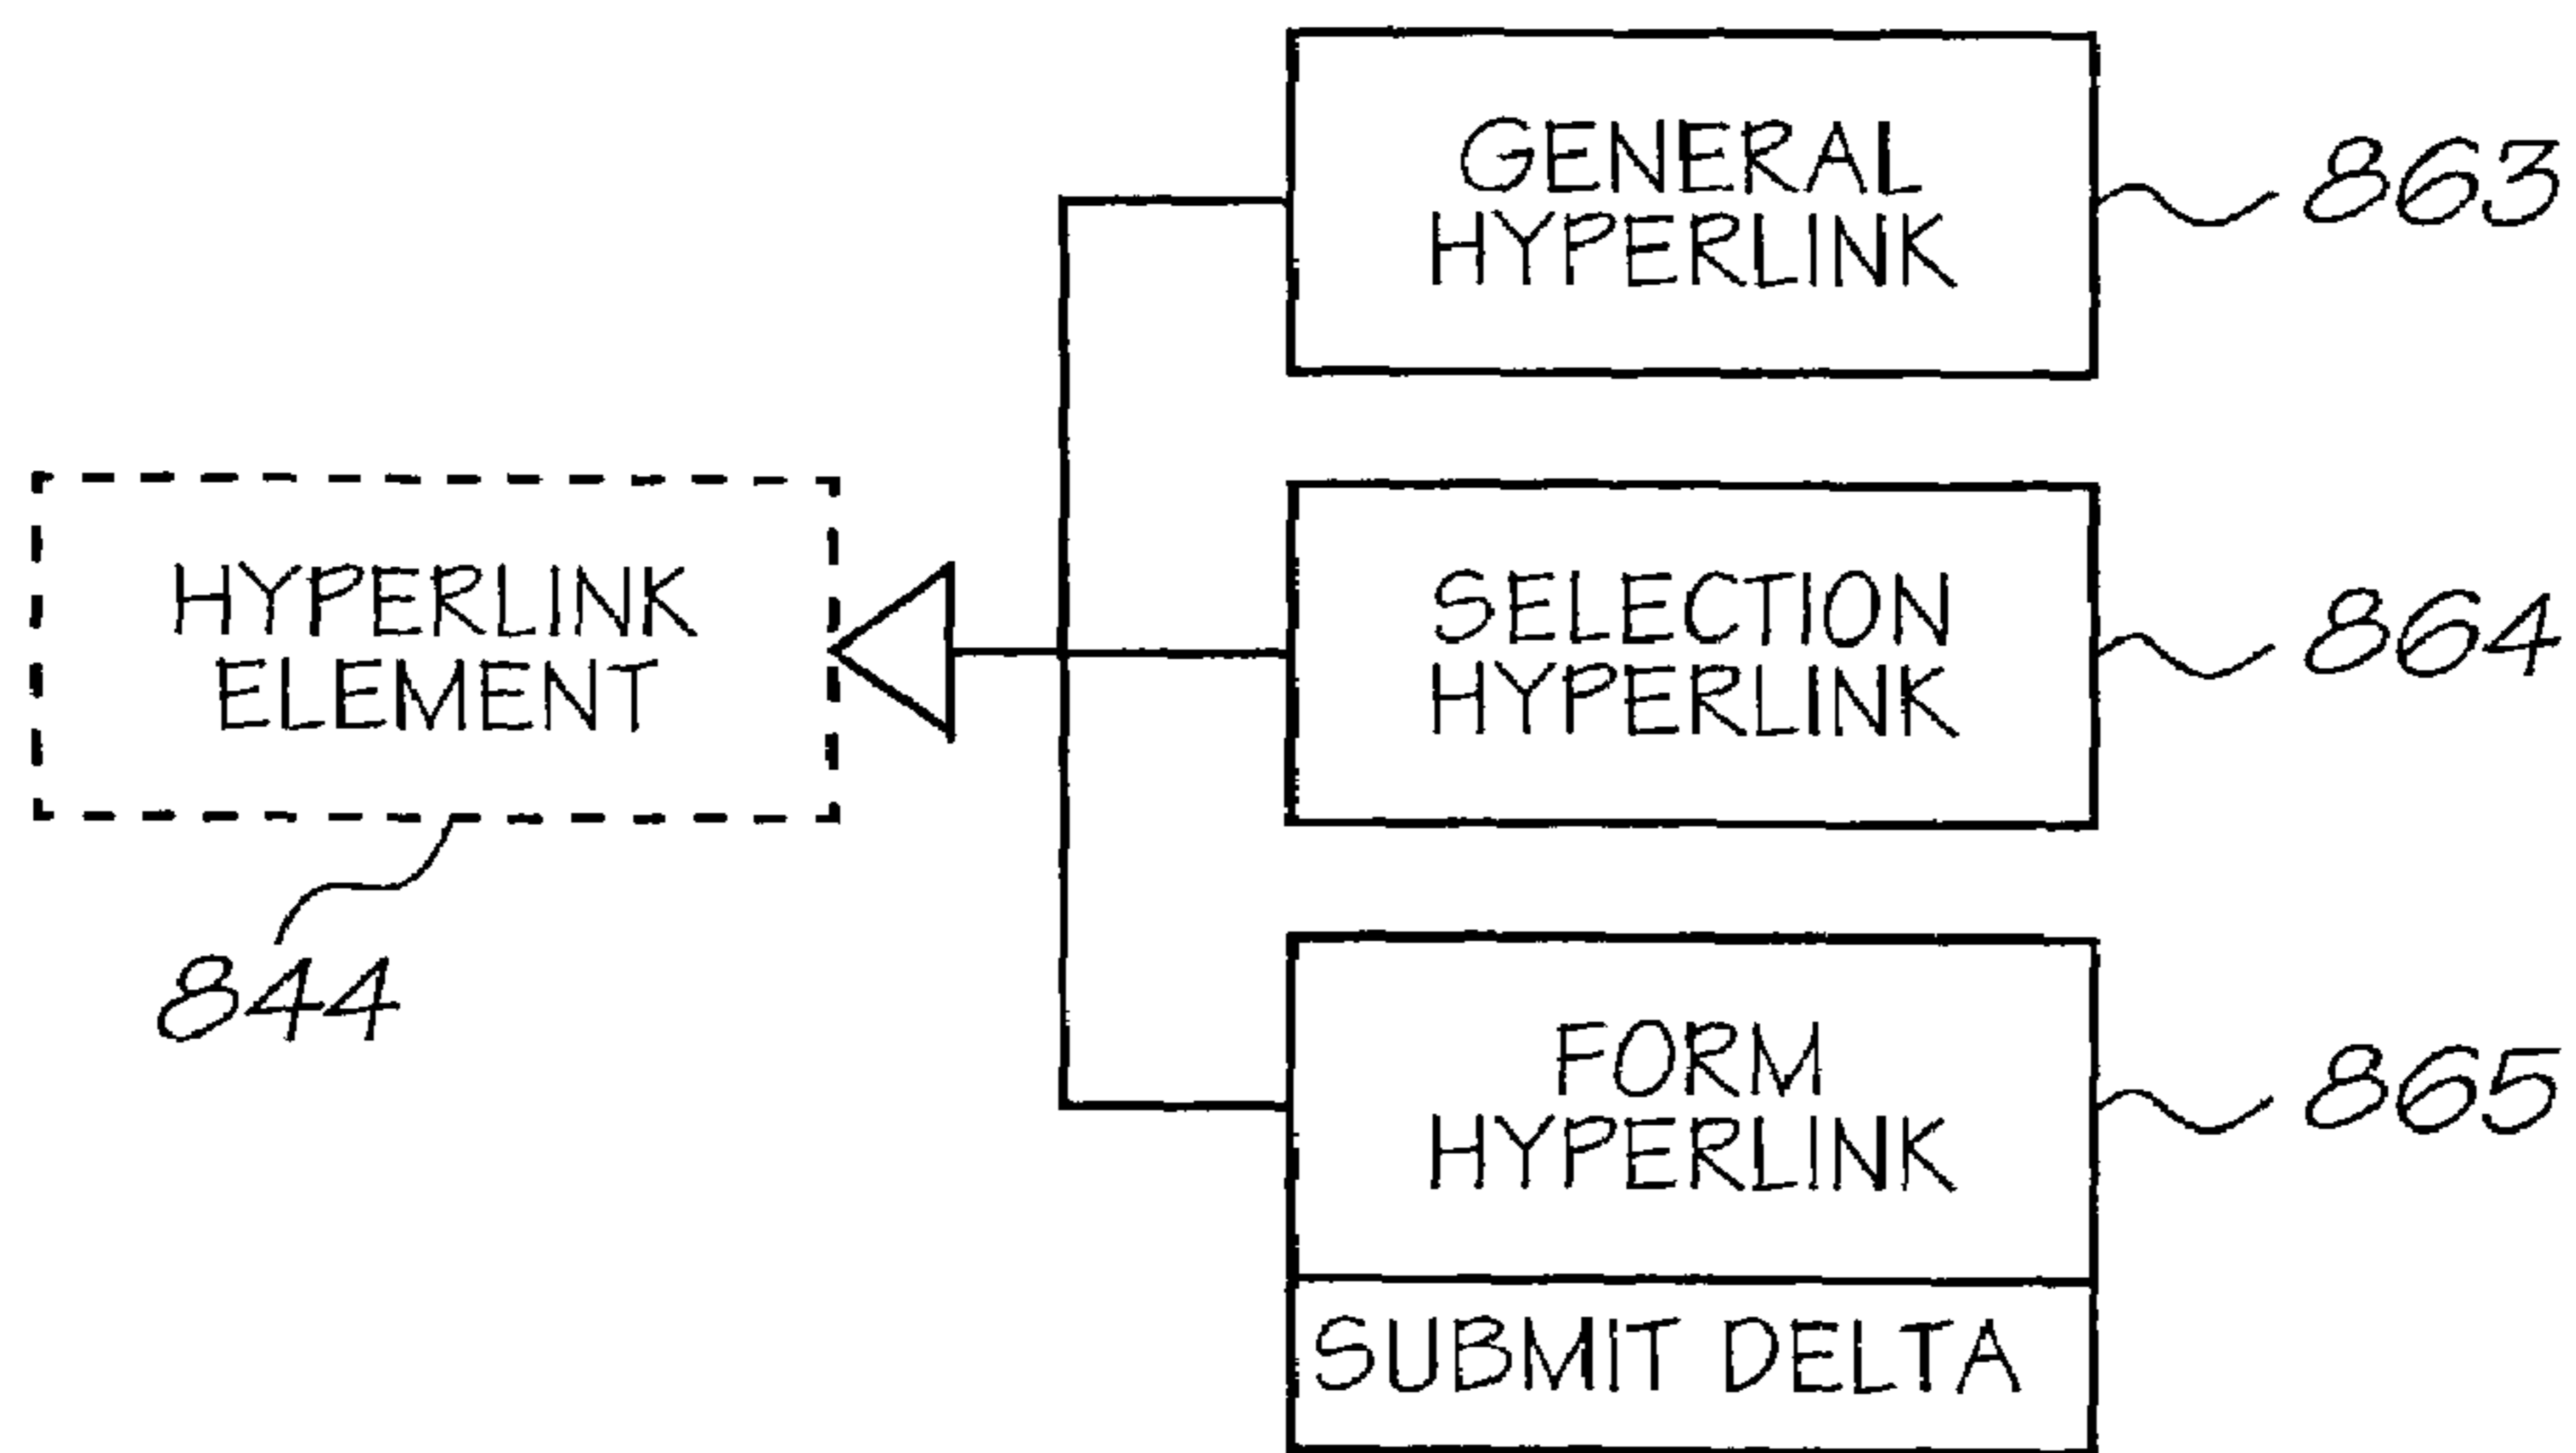 GENERAL
HYPERLINK
863
HYPERLINK
ELEMENT
844
SELECTION
HYPERLINK
864
FORM
HYPERLINK
865
SUBMIT DELTA